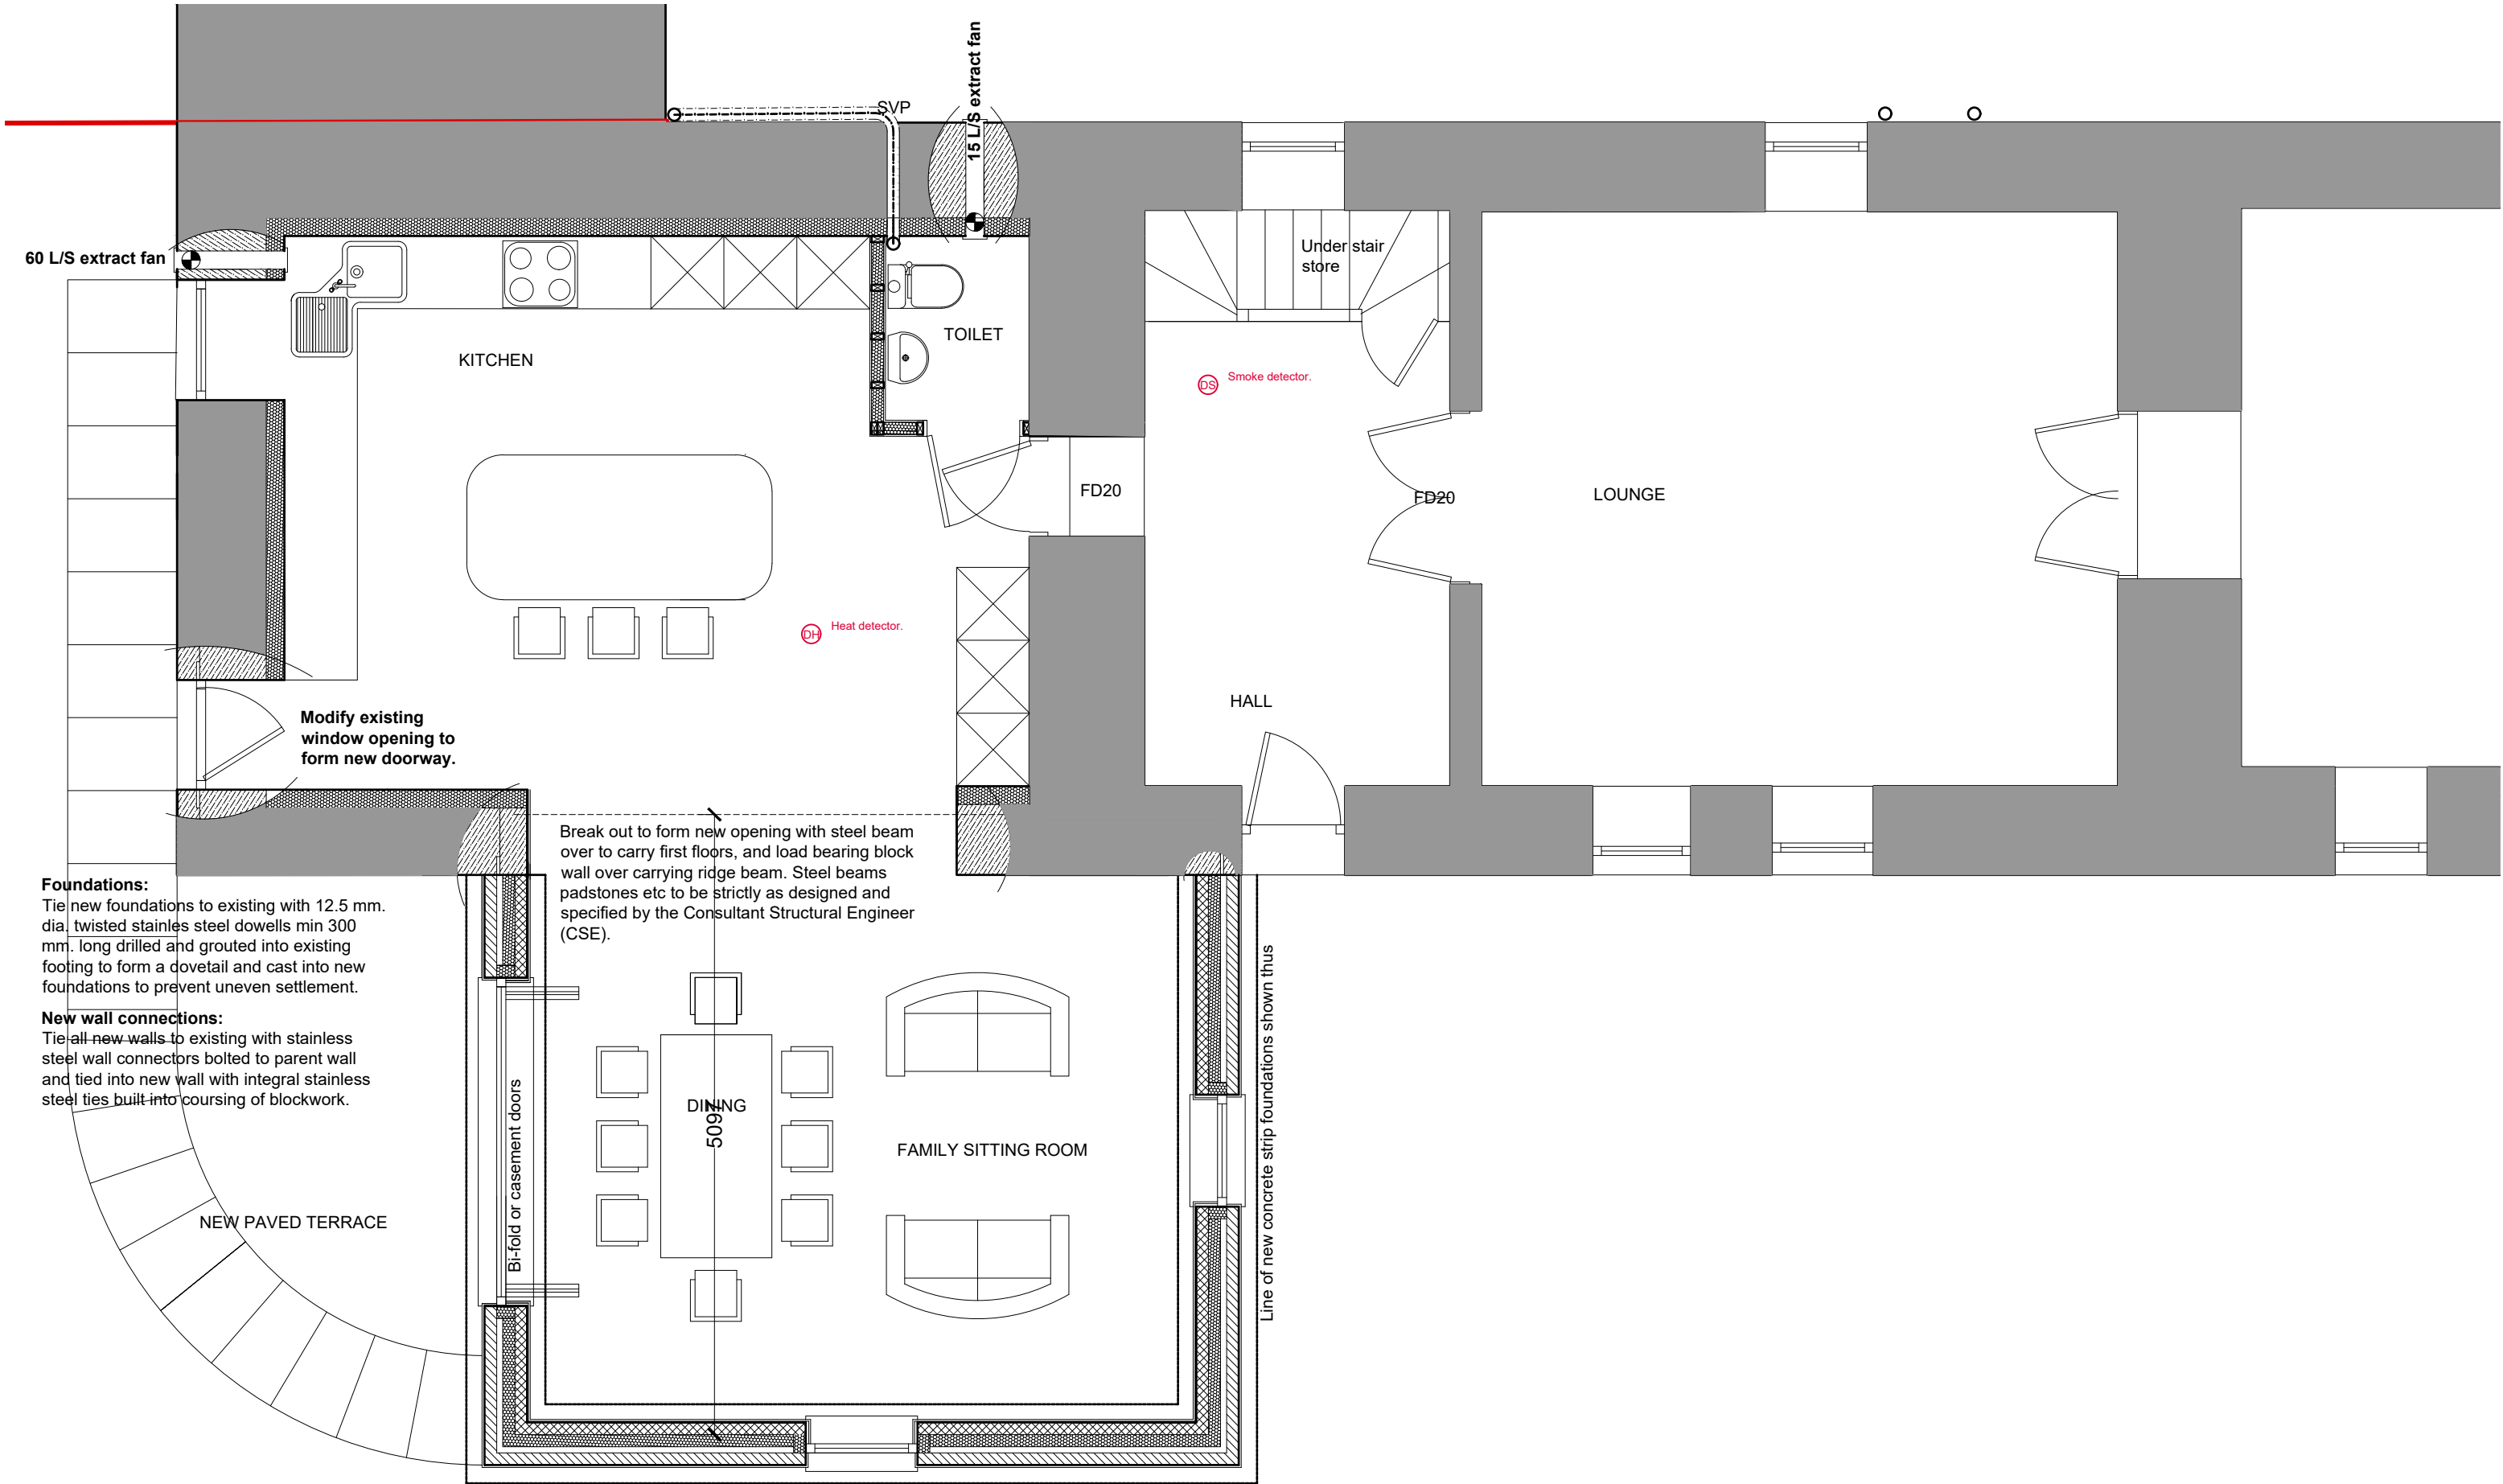 15 L/S extract fan
SVP
60 L/S extract fan
Under stair
store
TOILET
KITCHEN
DS
Smoke detector.
FD20
FD20
LOUNGE
DH
Heat detector.
HALL
Modify existing
window opening to
form new doorway.
Break out to form new opening with steel beam
over to carry first floors, and load bearing block
wall over carrying ridge beam. Steel beams
padstones etc to be strictly as designed and
specified by the Consultant Structural Engineer
(CSE).
Foundations:
Tie new foundations to existing with 12.5 mm.
dia. twisted stainles steel dowells min 300
mm. long drilled and grouted into existing
footing to form a dovetail and cast into new
foundations to prevent uneven settlement.
New wall connections:
Tie all new walls to existing with stainless
steel wall connectors bolted to parent wall
and tied into new wall with integral stainless
steel ties built into coursing of blockwork.
Bi-fold or casement doors
DINING
5097
FAMILY SITTING ROOM
Line of new concrete strip foundations shown thus
NEW PAVED TERRACE